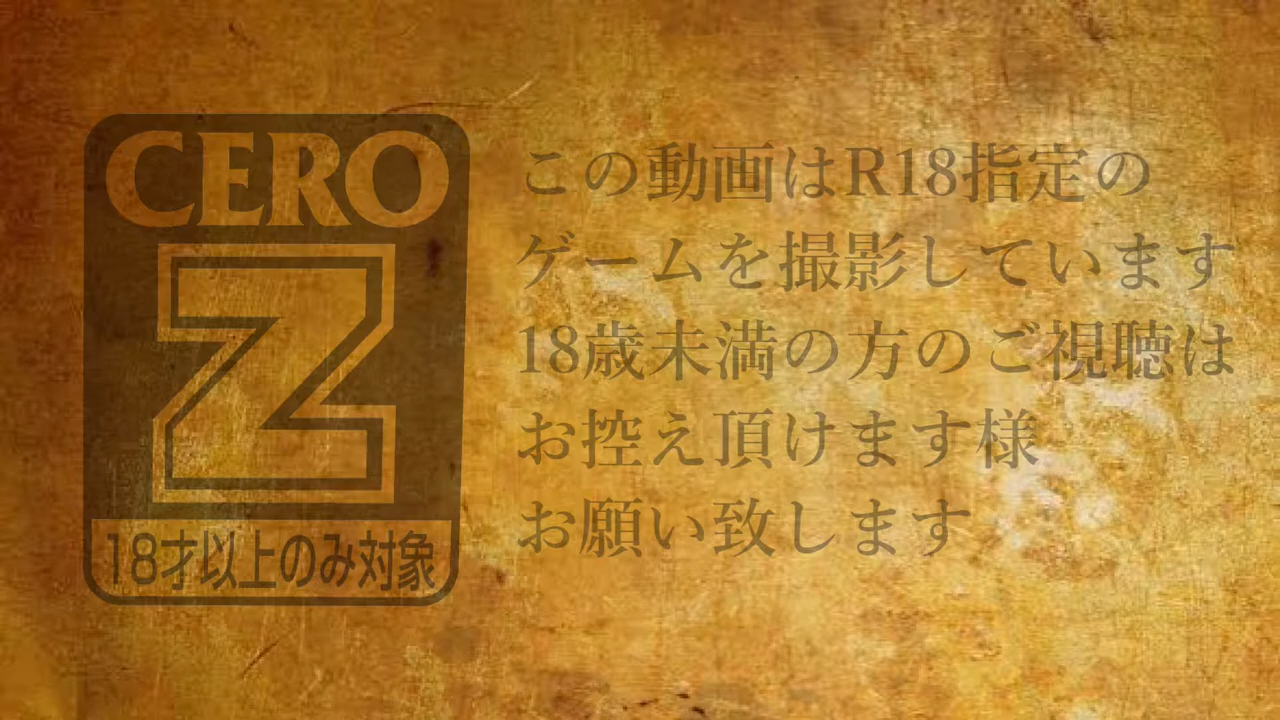 CERO
Z
18才以上のみ対象
この動画はR18指定の
ゲームを撮影しています
18歳未満の方のご視聴は
お控え頂けます様
お願い致します